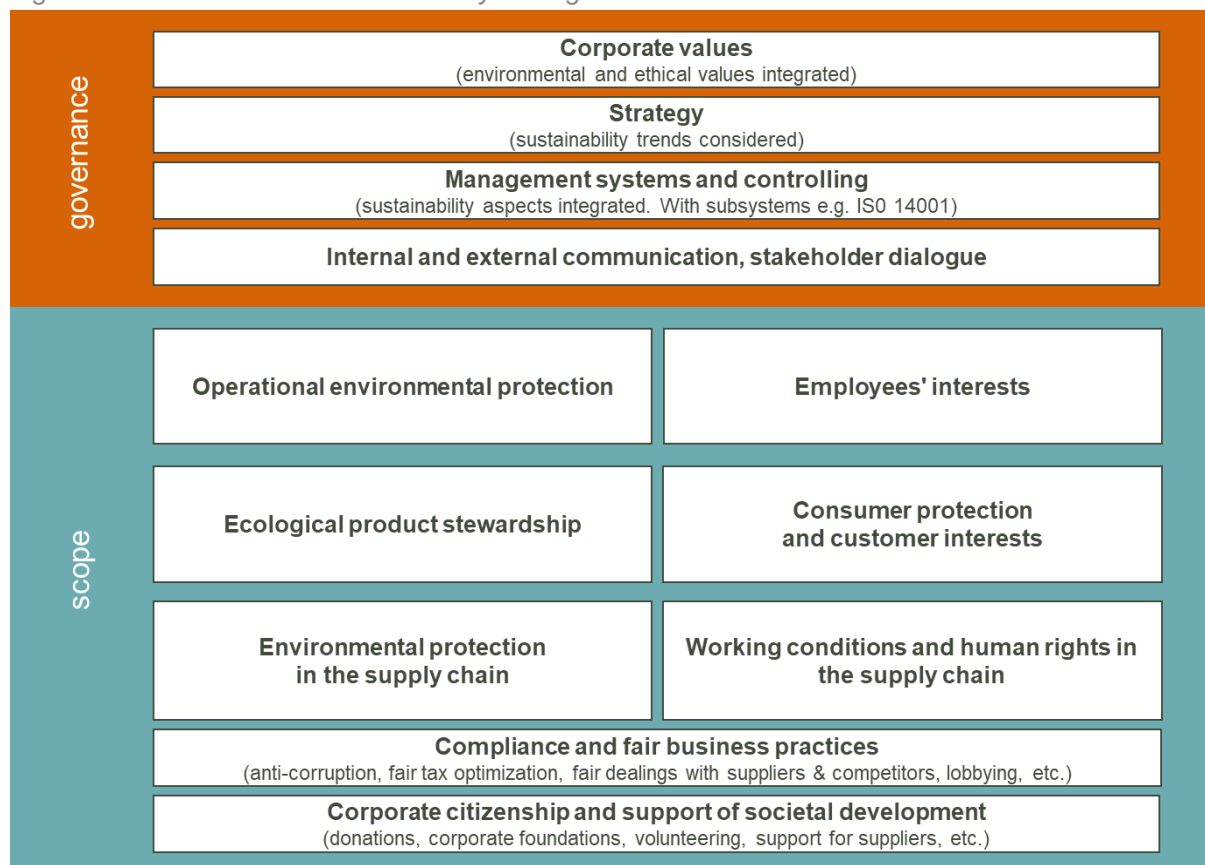 governance
Corporate values
(environmental and ethical values integrated)
Strategy
(sustainability trends considered)
Management systems and controlling
(sustainability aspects integrated. With subsystems e.g. IS0 14001)
Internal and external communication, stakeholder dialogue
scope
Operational environmental protection
Employees' interests
Ecological product stewardship
Consumer protection
and customer interests
Environmental protection
in the supply chain
Working conditions and human rights in
the supply chain
Compliance and fair business practices
(anti-corruption, fair tax optimization, fair dealings with suppliers & competitors, lobbying, etc.)
Corporate citizenship and support of societal development
(donations, corporate foundations, volunteering, support for suppliers, etc.)